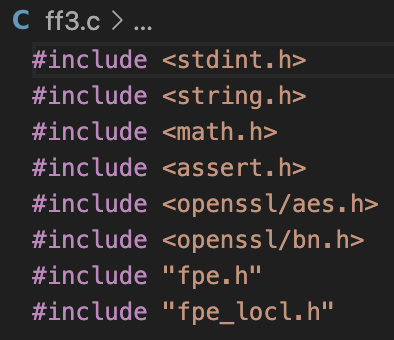 C ff3.c > ...
#include <stdint.h>
#include <string.h>
#include <math.h>
#include <assert.h>
#include <openssl/aes.h>
#include <openssl/bn.h>
#include "fpe.h"
#include "fpe_locl.h"